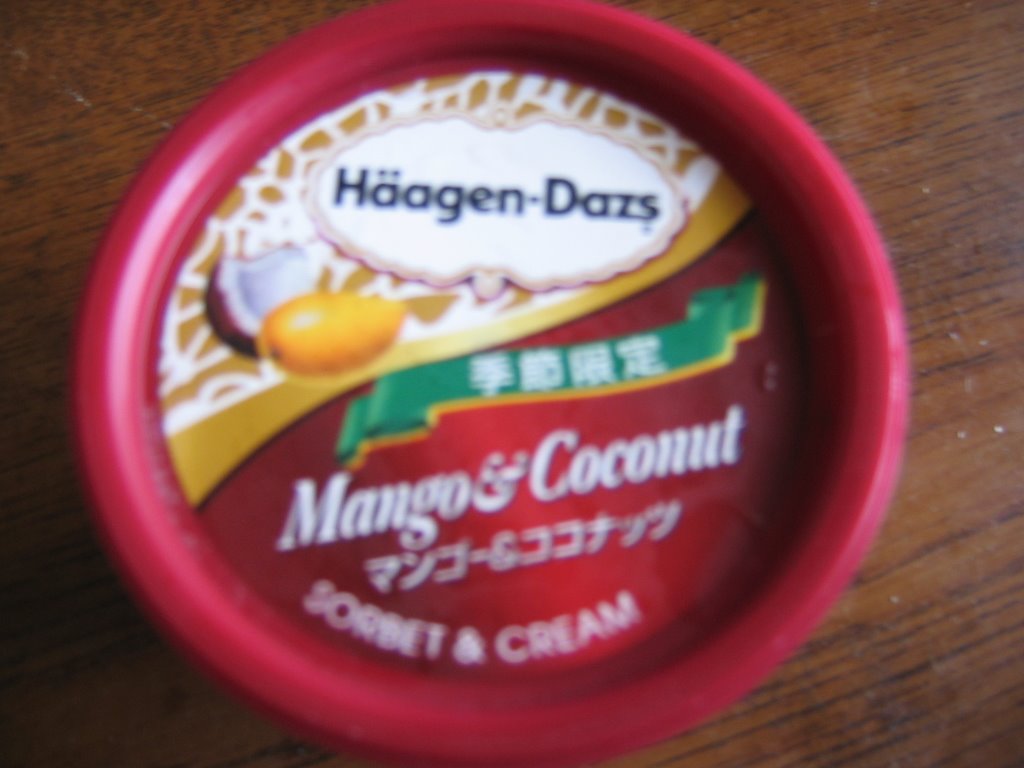 Häagen-Dazs
季節限定
Mango & Coconut
マンゴー&ココナッツ
SORBET & CREAM